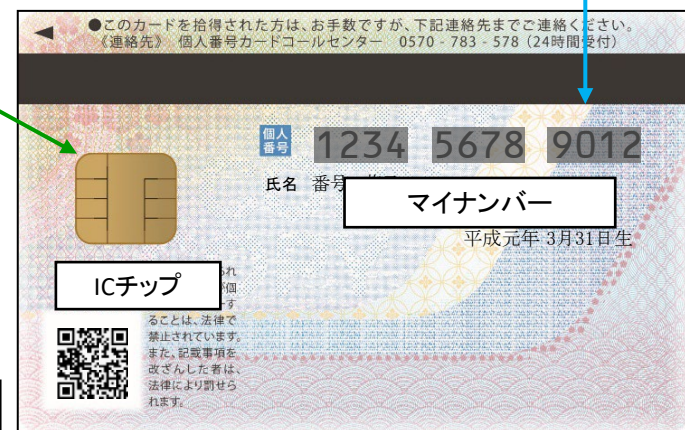 ●このカードを拾得された方は、お手数ですが、下記連絡先までご連絡ください。
《連絡先》 個人番号カードコールセンター 0570-783-578（24時間受付）
個人
番号
1234 5678 9012
氏名 番号
マイナンバー
平成元年 3月31日生
ICチップ
ることは、法律で
禁止されています。
また、記載事項を
改ざんした者は、
法律により罰せら
れます。